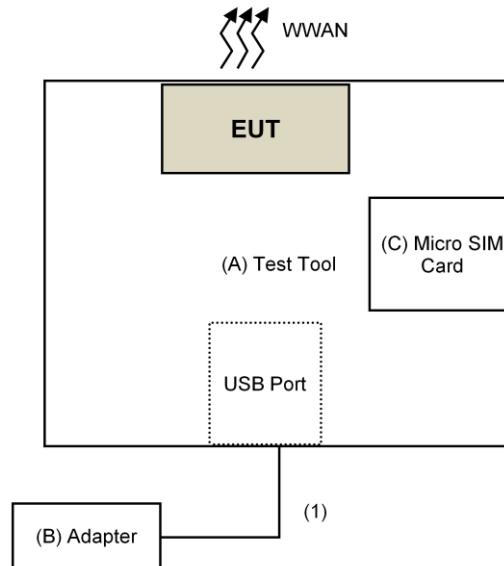 WWAN
EUT
(C) Micro SIM
Card
(A) Test Tool
USB Port
(1)
(B) Adapter